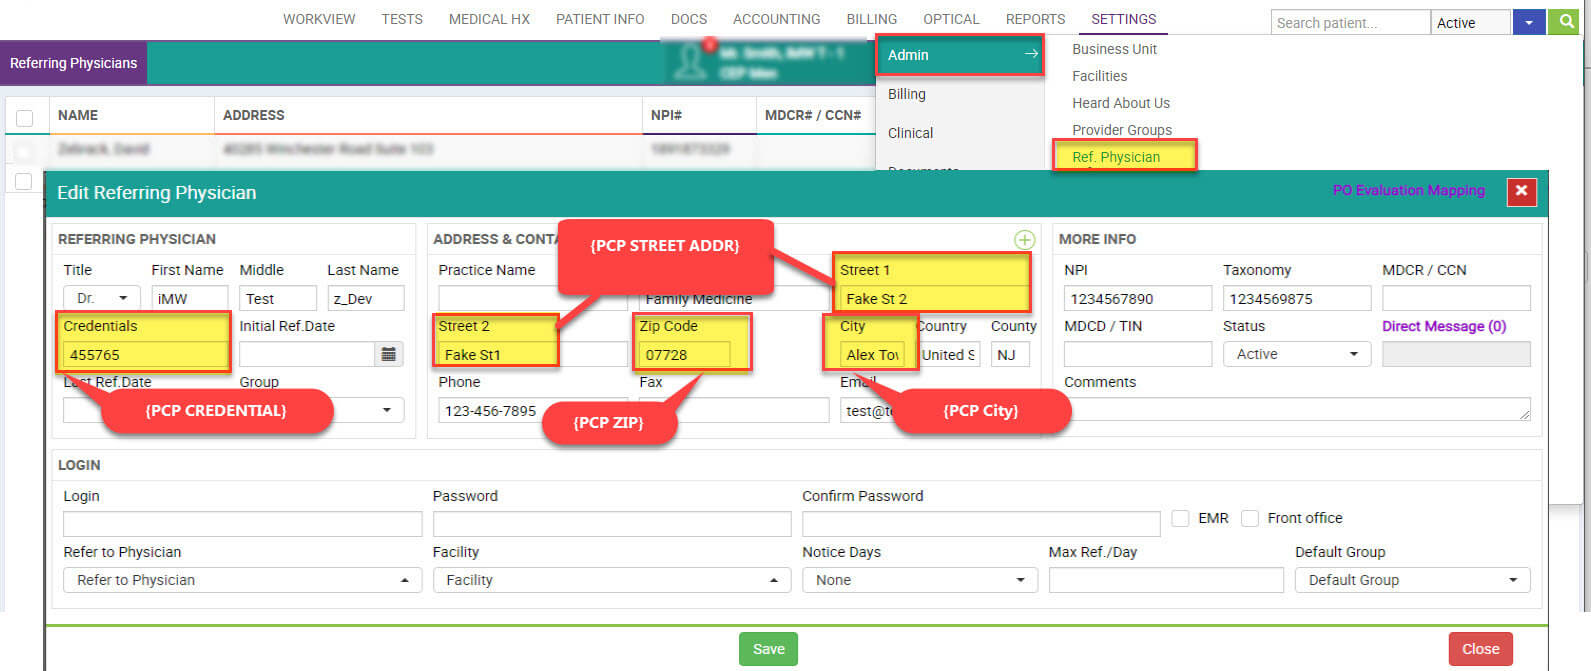 WORKVIEW TESTS MEDICAL HX PATIENT INFO DOCS ACCOUNTING BILLING OPTICAL REPORTS SETTINGS Search patient... Active
Referring Physicians
Admin
Business Unit
Facilities
Billing
Heard About Us
Clinical
Provider Groups
Ref. Physician
NAME ADDRESS NPI# MDCR# / CCN#
Edit Referring Physician PO Evaluation Mapping
REFERRING PHYSICIAN ADDRESS & CONTA MORE INFO
{PCP STREET ADDR}
Title First Name Middle Last Name Practice Name Street 1 NPI Taxonomy MDCR / CCN
Dr. iMW Test z_Dev Family Medicine Fake St 2 1234567890 1234569875
Credentials Initial Ref.Date Street 2 Zip Code City Country County MDCD / TIN Status Direct Message (0)
455765 Fake St1 07728 Alex Tov United S NJ Active
Last Ref.Date Group Phone Fax Email Comments
123-456-7895 test@te
{PCP CREDENTIAL} {PCP ZIP} {PCP City}
LOGIN
Login Password Confirm Password
EMR Front office
Refer to Physician Facility Notice Days Max Ref./Day Default Group
Refer to Physician Facility None Default Group
Save Close